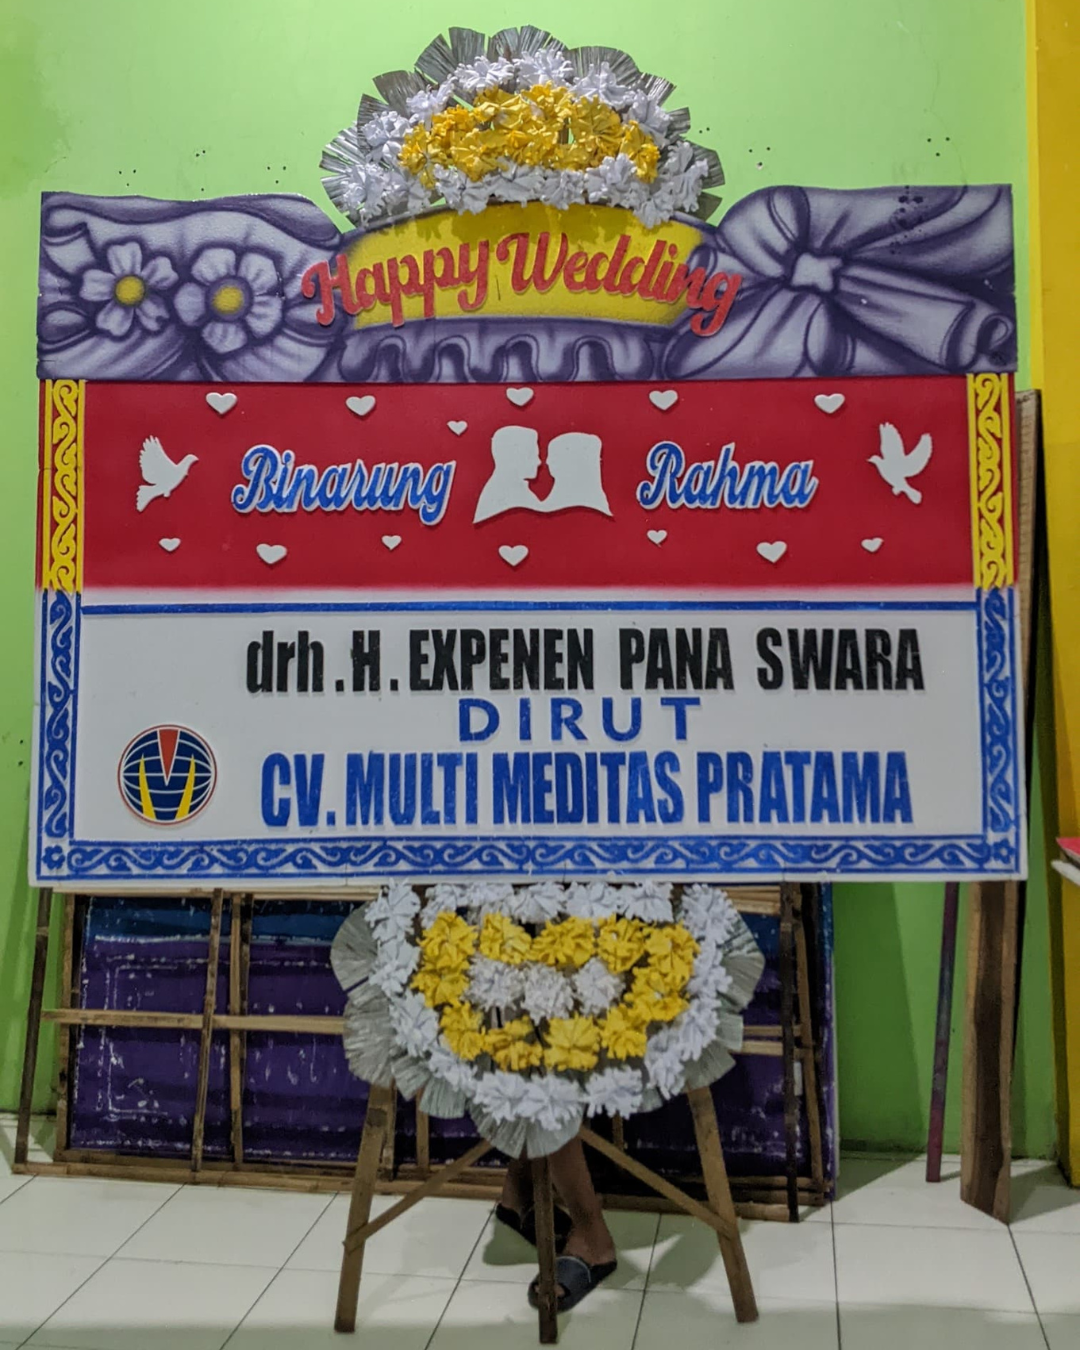 Happy Wedding
Binarung Rahma
drh.H.EXPENEN PANA SWARA
DIRUT
CV.MULTI MEDITAS PRATAMA